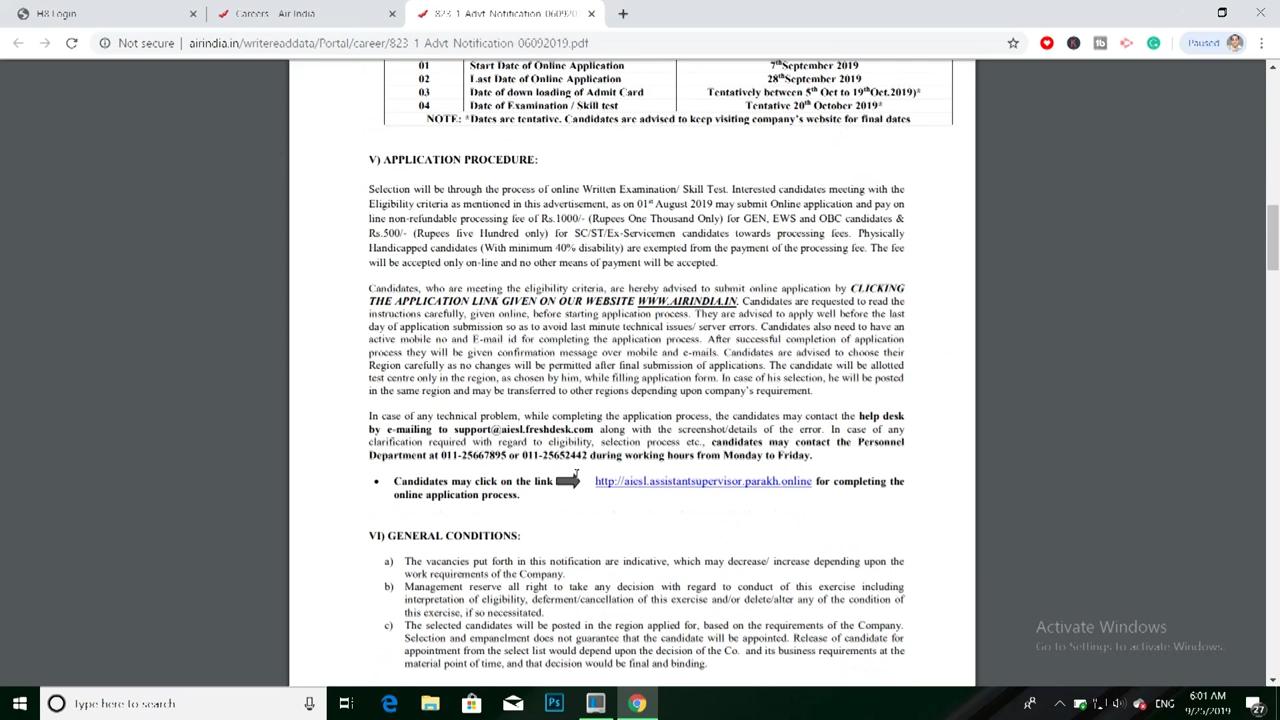 H8 Login
Careers - Air India
823_1_Advt_Notification_060920
Not secure | airindia.in/writereaddata/Portal/career/823_1_Advt_Notification_06092019.pdf
Paused
01 Start Date of Online Application 7thSeptember 2019
02 Last Date of Online Application 28thSeptember 2019
03 Date of down loading of Admit Card Tentatively between 5th Oct to 19thOct.2019)*
04 Date of Examination / Skill test Tentative 20th October 2019*
NOTE: *Dates are tentative. Candidates are advised to keep visiting company's website for final dates
V) APPLICATION PROCEDURE:
Selection will be through the process of online Written Examination/ Skill Test. Interested candidates meeting with the
Eligibility criteria as mentioned in this advertisement, as on 01st August 2019 may submit Online application and pay on
line non-refundable processing fee of Rs.1000/- (Rupees One Thousand Only) for GEN, EWS and OBC candidates &
Rs.500/- (Rupees five Hundred only) for SC/ST/Ex-Servicemen candidates towards processing fees. Physically
Handicapped candidates (With minimum 40% disability) are exempted from the payment of the processing fee. The fee
will be accepted only on-line and no other means of payment will be accepted.
Candidates, who are meeting the eligibility criteria, are hereby advised to submit online application by CLICKING
THE APPLICATION LINK GIVEN ON OUR WEBSITE WWW.AIRINDIA.IN. Candidates are requested to read the
instructions carefully, given online, before starting application process. They are advised to apply well before the last
day of application submission so as to avoid last minute technical issues/ server errors. Candidates also need to have an
active mobile no and E-mail id for completing the application process. After successful completion of application
process they will be given confirmation message over mobile and e-mails. Candidates are advised to choose their
Region carefully as no changes will be permitted after final submission of applications. The candidate will be allotted
test centre only in the region, as chosen by him, while filling application form. In case of his selection, he will be posted
in the same region and may be transferred to other regions depending upon company's requirement.
In case of any technical problem, while completing the application process, the candidates may contact the help desk
by e-mailing to support@aiesl.freshdesk.com along with the screenshot/details of the error. In case of any
clarification required with regard to eligibility, selection process etc., candidates may contact the Personnel
Department at 011-25667895 or 011-25652442 during working hours from Monday to Friday.
• Candidates may click on the link http://aiesl.assistantsupervisor.parakh.online for completing the
online application process.
VI) GENERAL CONDITIONS:
a) The vacancies put forth in this notification are indicative, which may decrease/ increase depending upon the
work requirements of the Company.
b) Management reserve all right to take any decision with regard to conduct of this exercise including
interpretation of eligibility, deferment/cancellation of this exercise and/or delete/alter any of the condition of
this exercise, if so necessitated.
c) The selected candidates will be posted in the region applied for, based on the requirements of the Company.
Selection and empanelment does not guarantee that the candidate will be appointed. Release of candidate for
appointment from the select list would depend upon the decision of the Co. and its business requirements at the
material point of time, and that decision would be final and binding.
Activate Windows
Go to Settings to activate Windows.
Type here to search
ENG
6:01 AM
9/25/2019
27